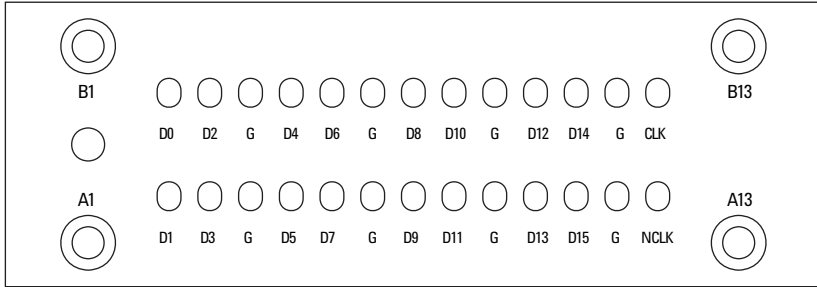 B1 B13
D0 D2 G D4 D6 G D8 D10 G D12 D14 G CLK
A1 A13
D1 D3 G D5 D7 G D9 D11 G D13 D15 G NCLK